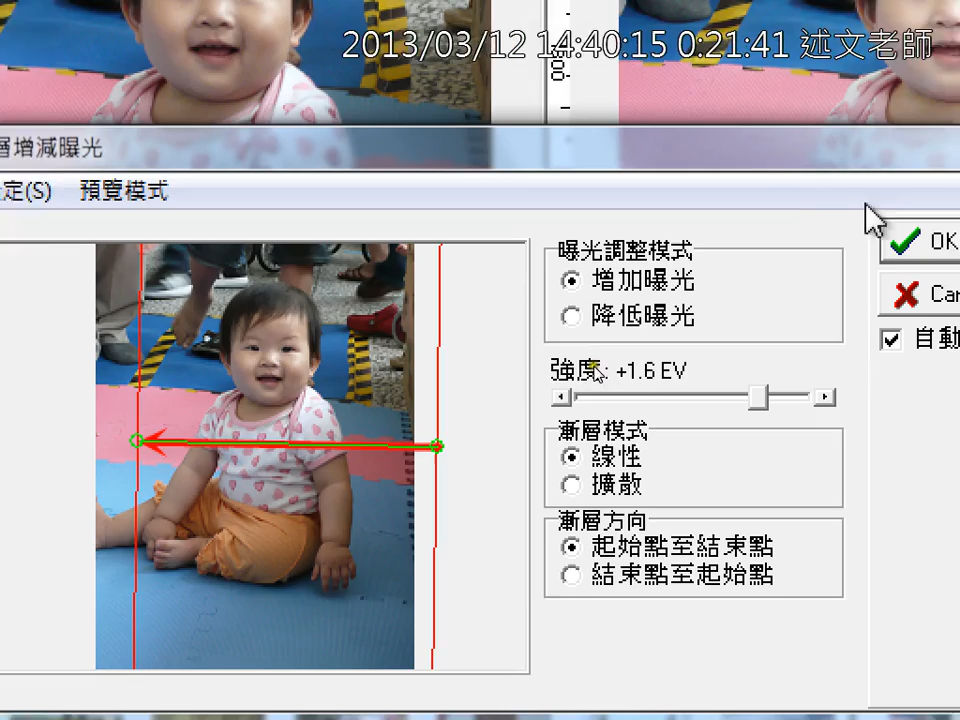 2013/03/12 14:40:15 0:21:41 述文老師
層增減曝光
定(S) 預覽模式
曝光調整模式
增加曝光
降低曝光
OK
Can
自動
強度: +1.6 EV
漸層模式
線性
擴散
漸層方向
起始點至結束點
結束點至起始點